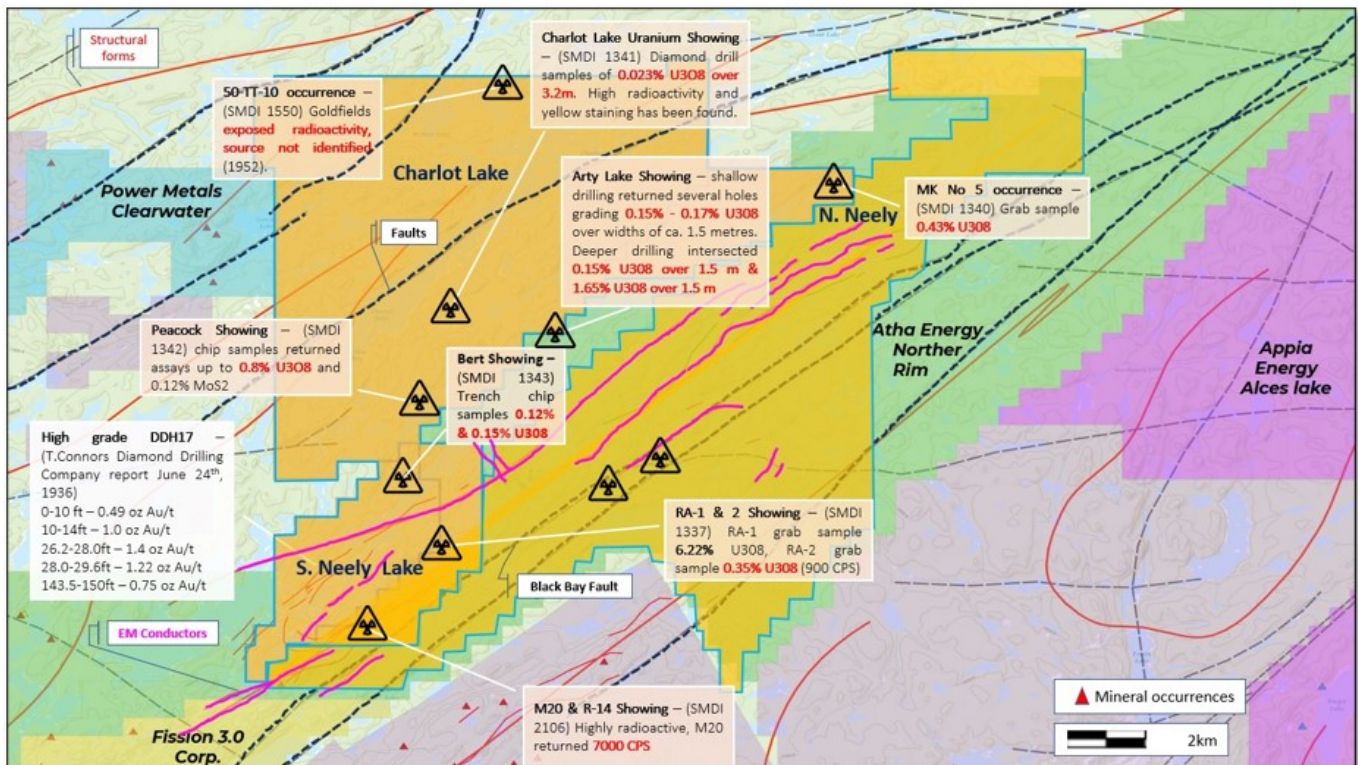 Structural
forms
50-TT-10 occurrence –
(SMDI 1550) Goldfields
exposed radioactivity,
source not identified
(1952).
Charlot Lake Uranium Showing
– (SMDI 1341) Diamond drill
samples of 0.023% U3O8 over
3.2m. High radioactivity and
yellow staining has been found.
Power Metals
Clearwater
Charlot Lake
Faults
Arty Lake Showing – shallow
drilling returned several holes
grading 0.15% - 0.17% U308
over widths of ca. 1.5 metres.
Deeper drilling intersected
0.15% U308 over 1.5 m &
1.65% U308 over 1.5 m
N. Neely
MK No 5 occurrence –
(SMDI 1340) Grab sample
0.43% U308
Peacock Showing – (SMDI
1342) chip samples returned
assays up to 0.8% U3O8 and
0.12% MoS2
Bert Showing –
(SMDI 1343)
Trench chip
samples 0.12%
& 0.15% U308
Atha Energy
Norther
Rim
Appia
Energy
Alces lake
High grade DDH17 –
(T.Connors Diamond Drilling
Company report June 24th,
1936)
0-10 ft – 0.49 oz Au/t
10-14ft – 1.0 oz Au/t
26.2-28.0ft – 1.4 oz Au/t
28.0-29.6ft – 1.22 oz Au/t
143.5-150ft – 0.75 oz Au/t
S. Neely Lake
RA-1 & 2 Showing – (SMDI
1337) RA-1 grab sample
6.22% U308, RA-2 grab
sample 0.35% U308 (900 CPS)
Black Bay Fault
EM Conductors
M20 & R-14 Showing – (SMDI
2106) Highly radioactive, M20
returned 7000 CPS
Fission 3.0
Corp.
Mineral occurrences
2km